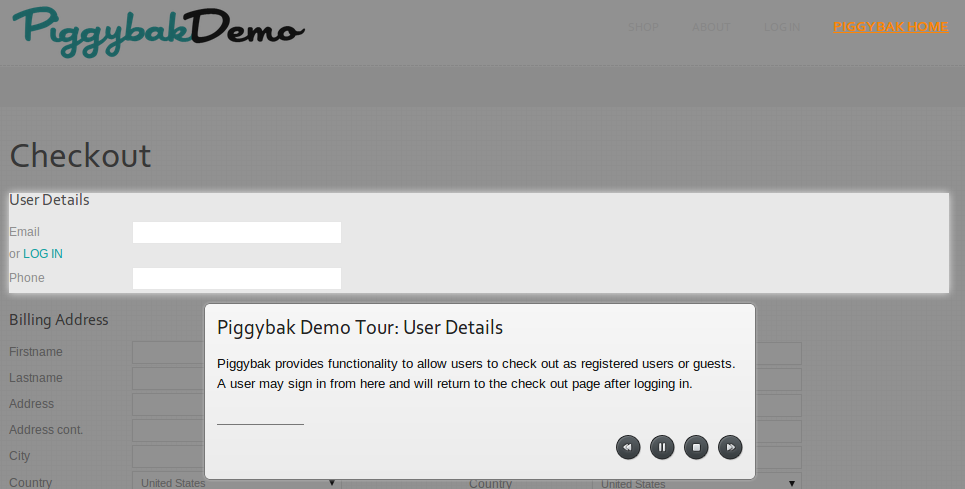 PiggybakDemo
SHOP ABOUT LOG IN PIGGYBAK HOME
Checkout
User Details
Email
or LOG IN
Phone
Billing Address
Piggybak Demo Tour: User Details
Firstname
Piggybak provides functionality to allow users to check out as registered users or guests.
Lastname
A user may sign in from here and will return to the check out page after logging in.
Address
Address cont.
City
Country United States Country United States